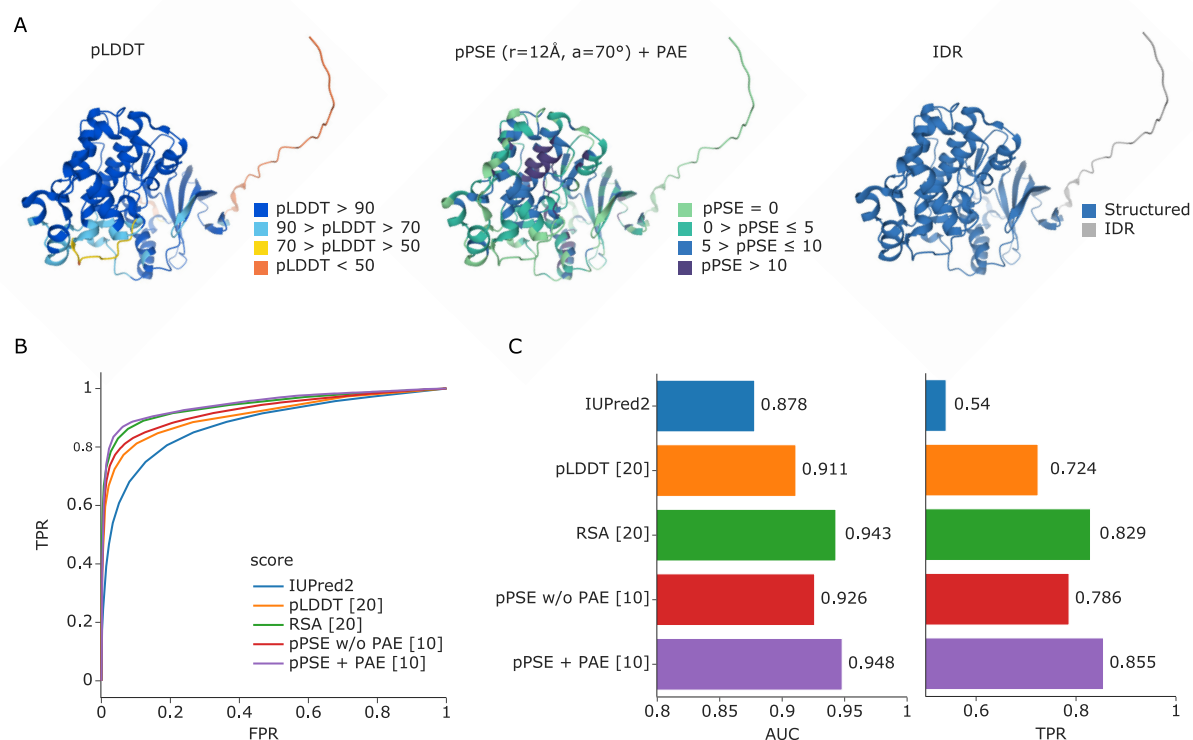 A
pLDDT
pLDDT > 90
90 > pLDDT > 70
70 > pLDDT > 50
pLDDT < 50
pPSE (r=12Å, a=70°) + PAE
pPSE = 0
0 > pPSE ≤ 5
5 > pPSE ≤ 10
pPSE > 10
IDR
Structured
IDR
B
1
0.8
0.6
0.4
0.2
0
TPR
score
IUPred2
pLDDT [20]
RSA [20]
pPSE w/o PAE [10]
pPSE + PAE [10]
0 0.2 0.4 0.6 0.8 1
FPR
C
IUPred2 0.878 0.54
pLDDT [20] 0.911 0.724
RSA [20] 0.943 0.829
pPSE w/o PAE [10] 0.926 0.786
pPSE + PAE [10] 0.948 0.855
0.8 0.85 0.9 0.95 1
AUC
0.6 0.8 1
TPR